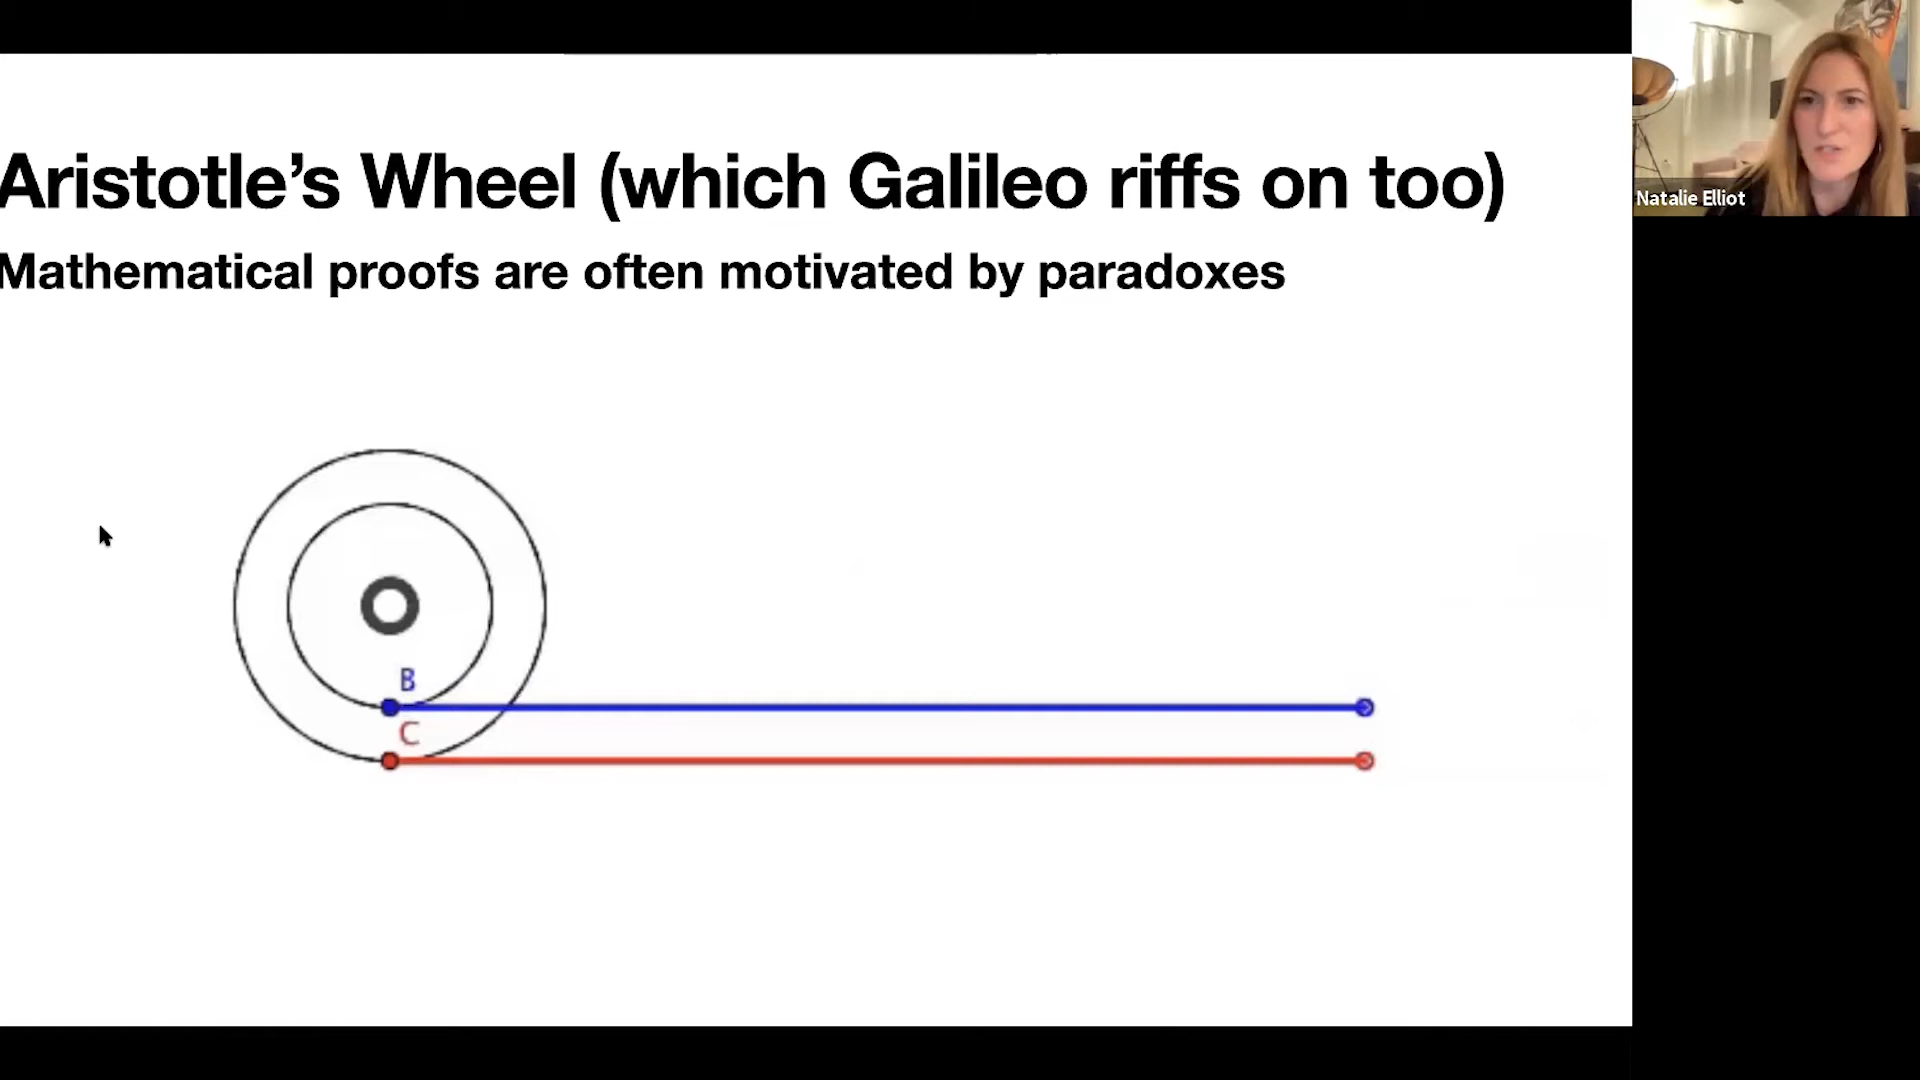 Aristotle’s Wheel (which Galileo riffs on too)
Mathematical proofs are often motivated by paradoxes
Natalie Elliot
B
C